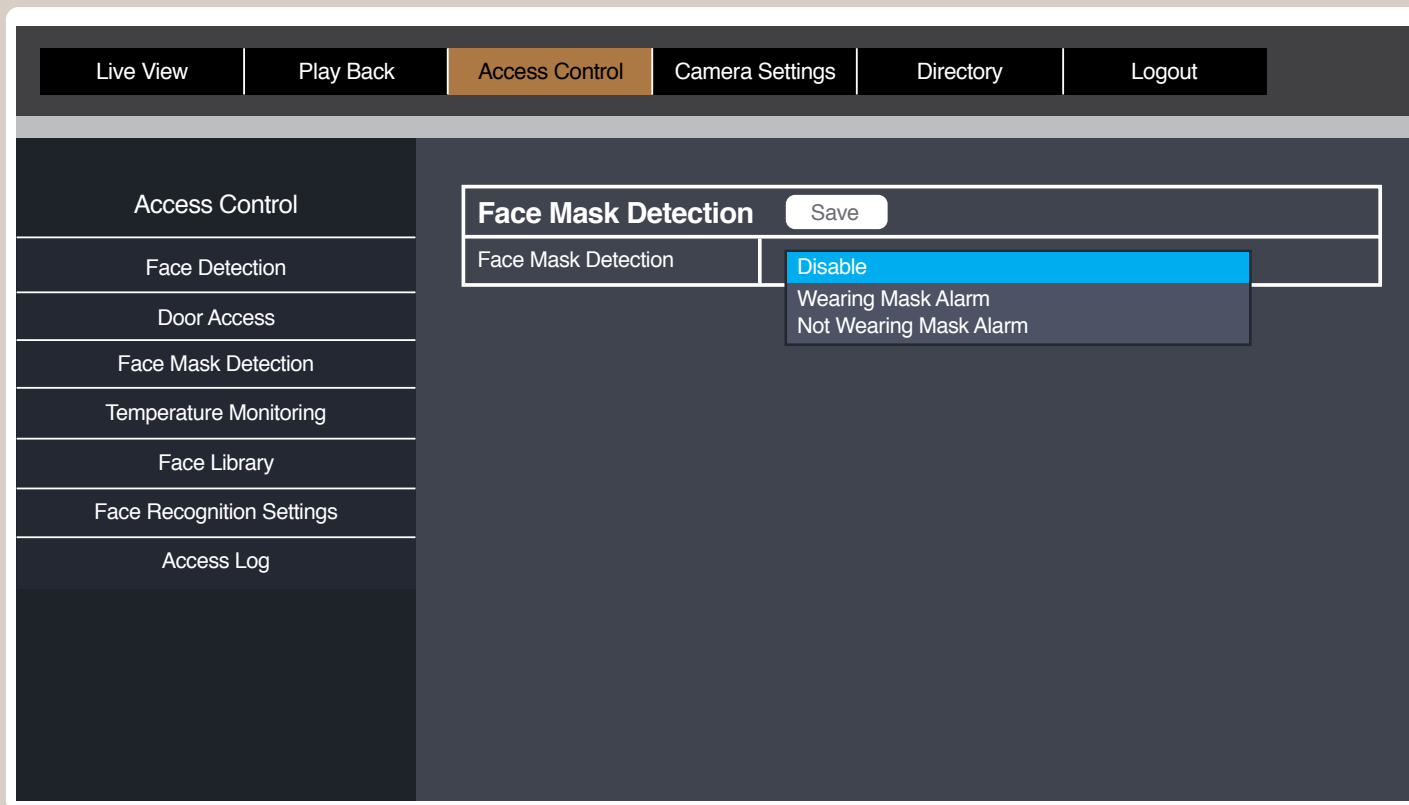 Live View
Play Back
Access Control
Camera Settings
Directory
Logout
Access Control
Face Detection
Door Access
Face Mask Detection
Temperature Monitoring
Face Library
Face Recognition Settings
Access Log
Face Mask Detection
Save
Face Mask Detection
Disable
Wearing Mask Alarm
Not Wearing Mask Alarm